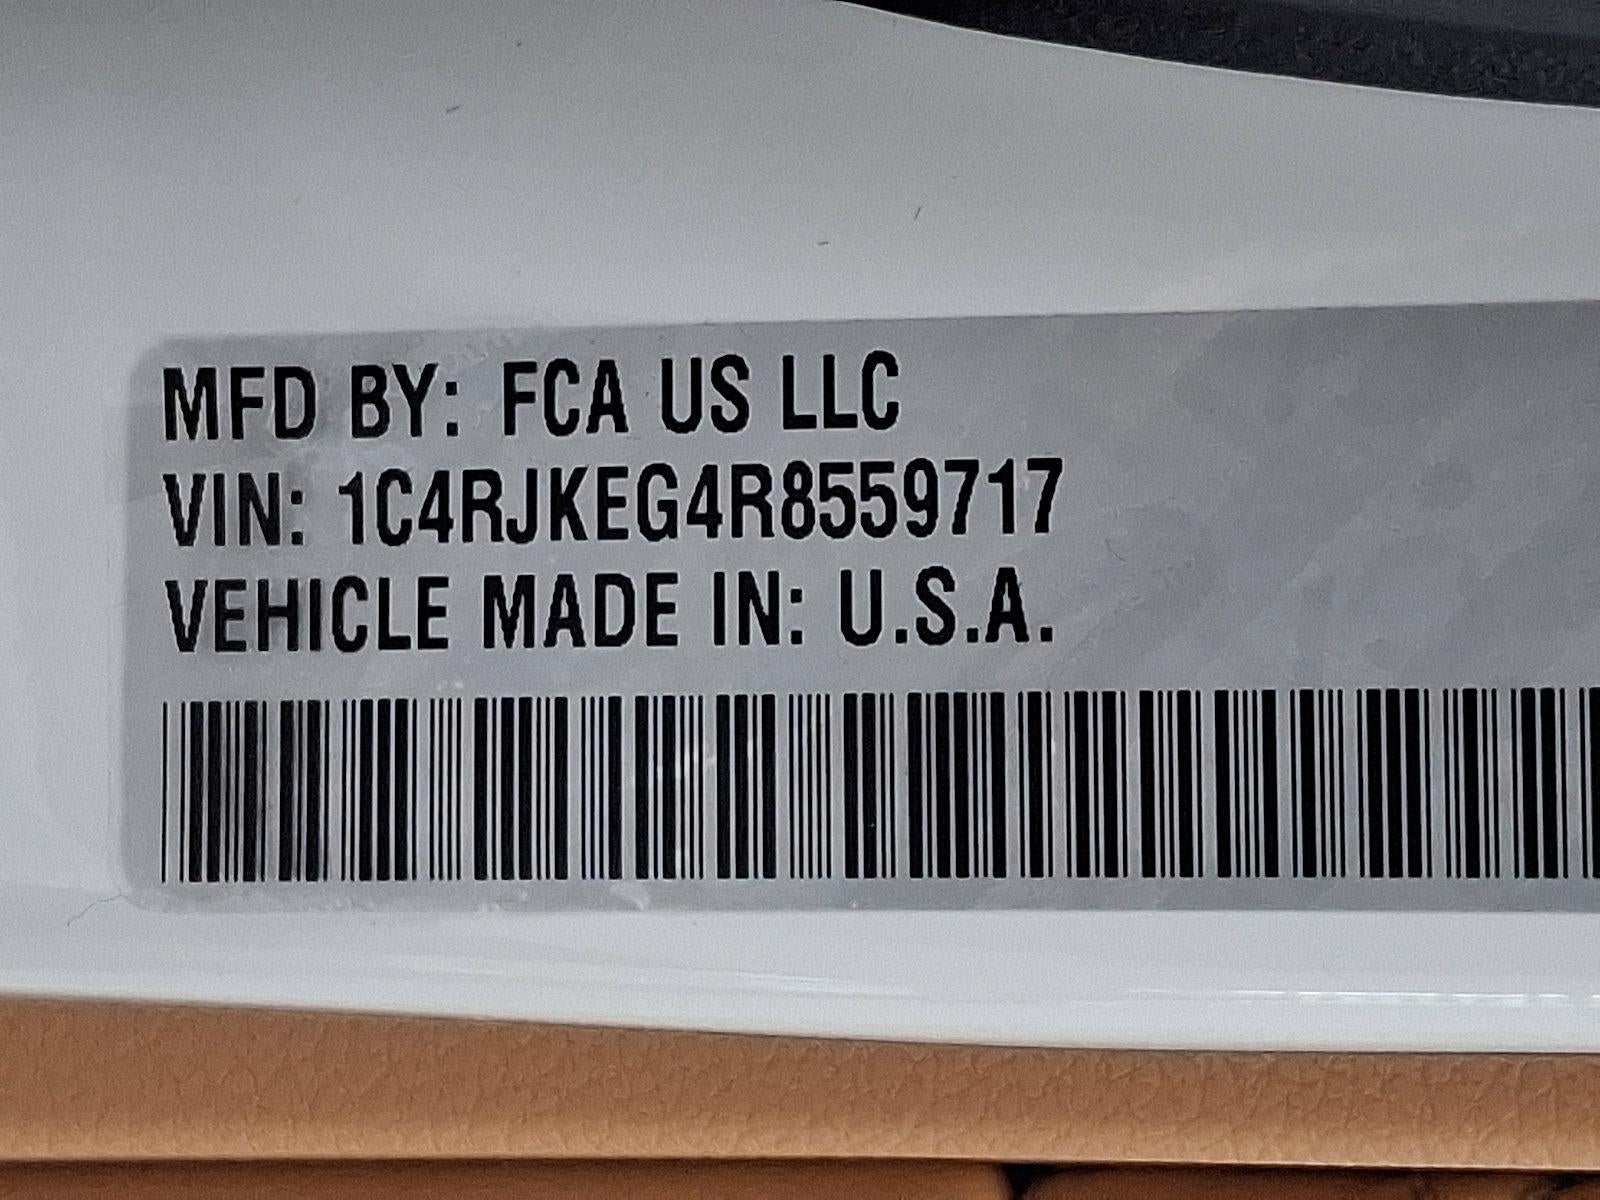 MFD BY: FCA US LLC
VIN: 1C4RJKEG4R8559717
VEHICLE MADE IN: U.S.A.